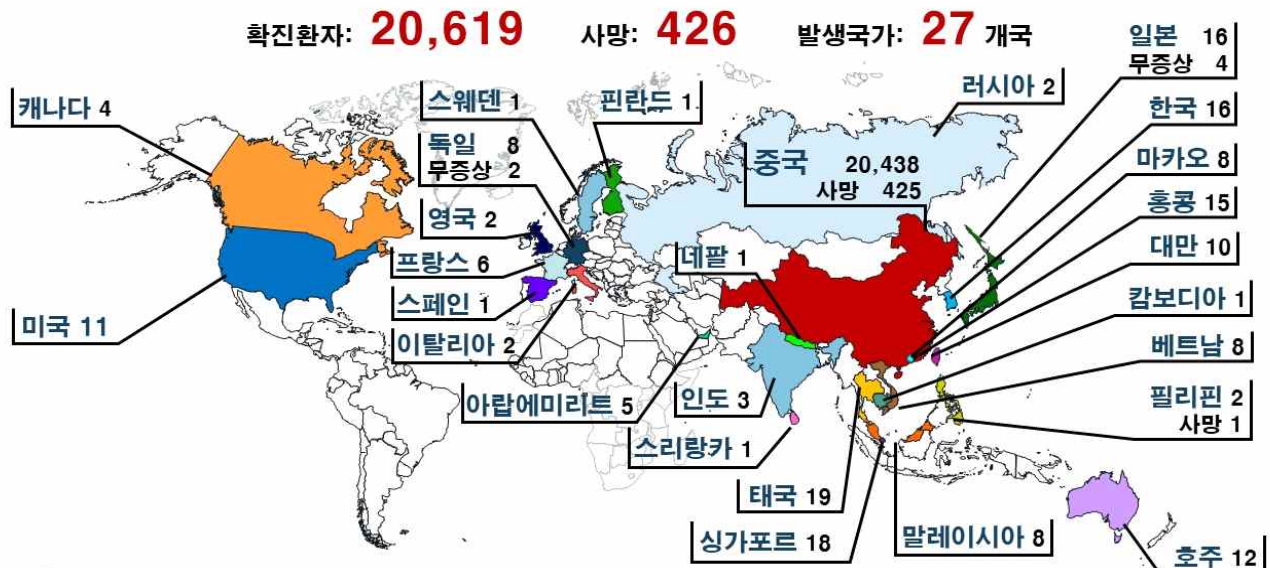 확진환자: 20,619 사망: 426 발생국가: 27 개국
일본 16
무증상 4
러시아 2
캐나다 4
스웨덴 1
핀란드 1
한국 16
독일 8
무증상 2
중국 20,438
사망 425
마카오 8
홍콩 15
영국 2
대만 10
프랑스 6
네팔 1
캄보디아 1
스페인 1
미국 11
이탈리아 2
베트남 8
아랍에미리트 5
인도 3
필리핀 2
사망 1
스리랑카 1
태국 19
싱가포르 18
말레이시아 8
호주 12